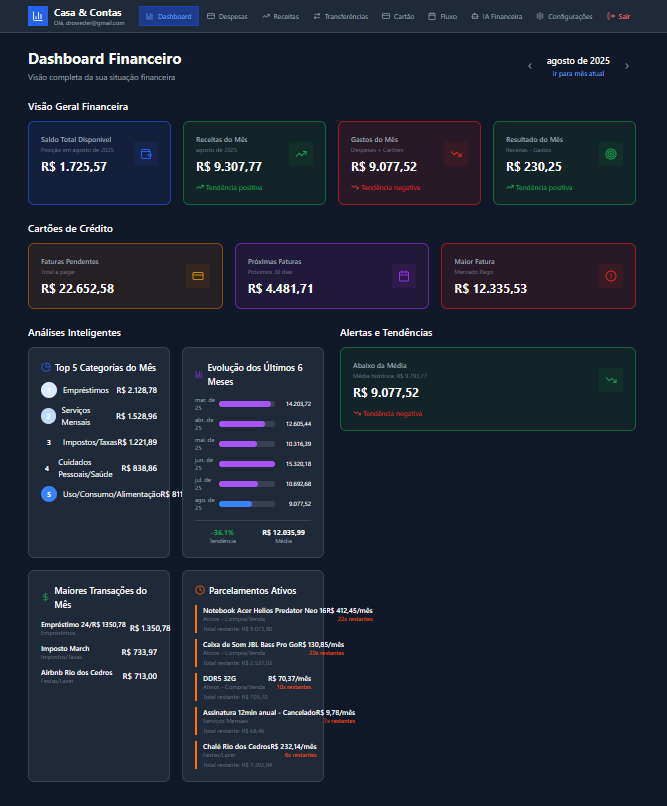 Casa & Contas
Olá, droweder@gmail.com
Dashboard
Despesas
Receitas
Transferências
Cartão
Fluxo
IA Financeira
Configurações
Sair
Dashboard Financeiro
Visão completa da sua situação financeira
agosto de 2025
Ir para mês atual
Visão Geral Financeira
Saldo Total Disponível
Posição em agosto de 2025
R$ 1.725,57
Receitas do Mês
agosto de 2025
R$ 9.307,77
Tendência positiva
Gastos do Mês
Despesas + Cartões
R$ 9.077,52
Tendência negativa
Resultado do Mês
Receitas - Gastos
R$ 230,25
Tendência positiva
Cartões de Crédito
Faturas Pendentes
Total a pagar
R$ 22.652,58
Próximas Faturas
Próximos 30 dias
R$ 4.481,71
Maior Fatura
Mercado Pago
R$ 12.335,53
Análises Inteligentes
Top 5 Categorias do Mês
1 Empréstimos R$ 2.128,78
2 Serviços Mensais R$ 1.528,96
3 Impostos/Taxas R$ 1.221,89
4 Cuidados Pessoais/Saúde R$ 838,86
5 Uso/Consumo/Alimentação R$ 811
Evolução dos Últimos 6 Meses
mar. de 25 14.203,72
abr. de 25 12.605,44
mai. de 25 10.316,39
jun. de 25 15.320,18
jul. de 25 10.692,68
ago. de 25 9.077,52
-36.1%
Tendência
R$ 12.035,99
Média
Alertas e Tendências
Abaixo da Média
Média histórica: R$ 9.793,77
R$ 9.077,52
Tendência negativa
Maiores Transações do Mês
Empréstimo 24/R$ 1350,78 R$ 1.350,78
Empréstimos
Imposto March R$ 733,97
Impostos/Taxas
Airbnb Rio dos Cedros R$ 713,00
Festas/Lazer
Parcelamentos Ativos
Notebook Acer Helios Predator Neo 16 R$ 412,45/mês
Ativos - Compra/Venda 22x restantes
Total restante: R$ 9.073,90
Caixa de Som JBL Bass Pro Go R$ 130,85/mês
Ativos - Compra/Venda 20x restantes
DDR5 32G R$ 70,37/mês
Ativos - Compra/Venda 10x restantes
Total restante: R$ 703,70
Assinatura 12min anual - Cancelado R$ 9,78/mês
Serviços Mensais 7x restantes
Total restante: R$ 68,46
Chalé Rio dos Cedros R$ 232,14/mês
Festas/Lazer 6x restantes
Total restante: R$ 1.392,84